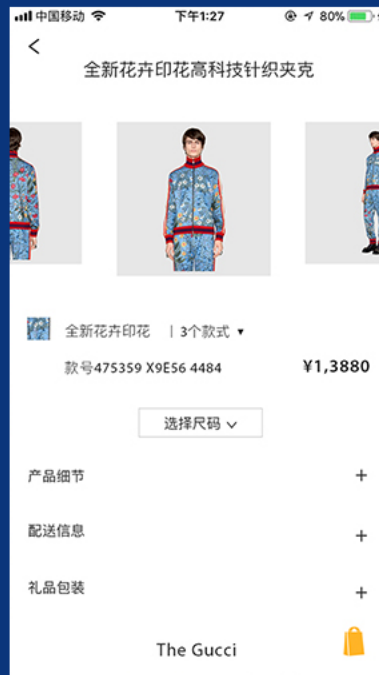 中国移动 下午1:27 80%
全新花卉印花高科技针织夹克
全新花卉印花 | 3个款式 ▼
款号475359 X9E56 4484 ¥1,3880
选择尺码
产品细节 +
配送信息 +
礼品包装 +
The Gucci